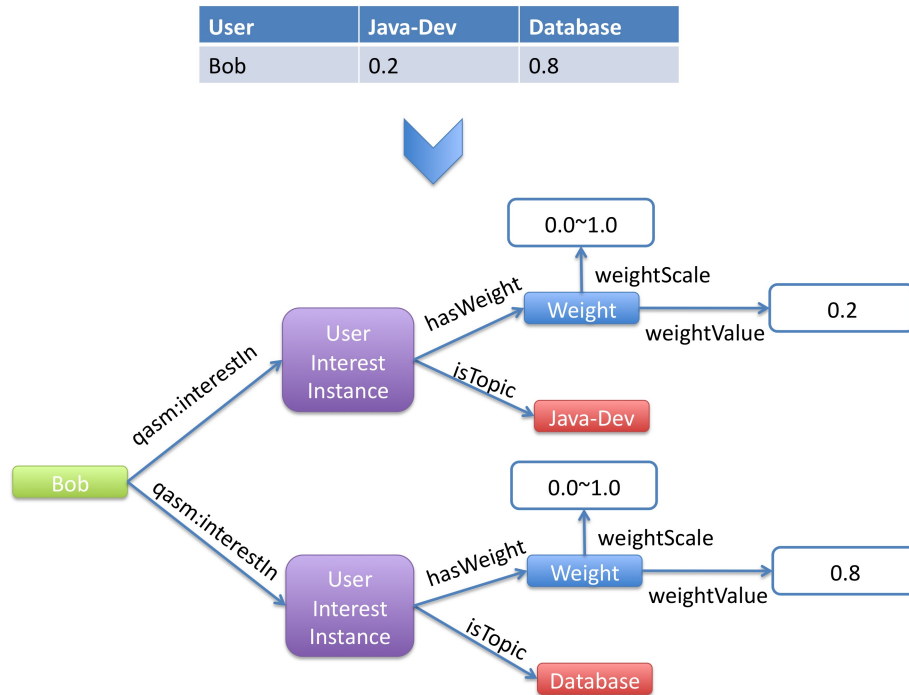 User Java-Dev Database
Bob 0.2 0.8
0.0~1.0
weightScale
hasWeight
Weight
0.2
weightValue
User
Interest
Instance
isTopic
Java-Dev
qasm:interestIn
Bob
qasm:interestIn
0.0~1.0
weightScale
hasWeight
Weight
0.8
weightValue
User
Interest
Instance
isTopic
Database